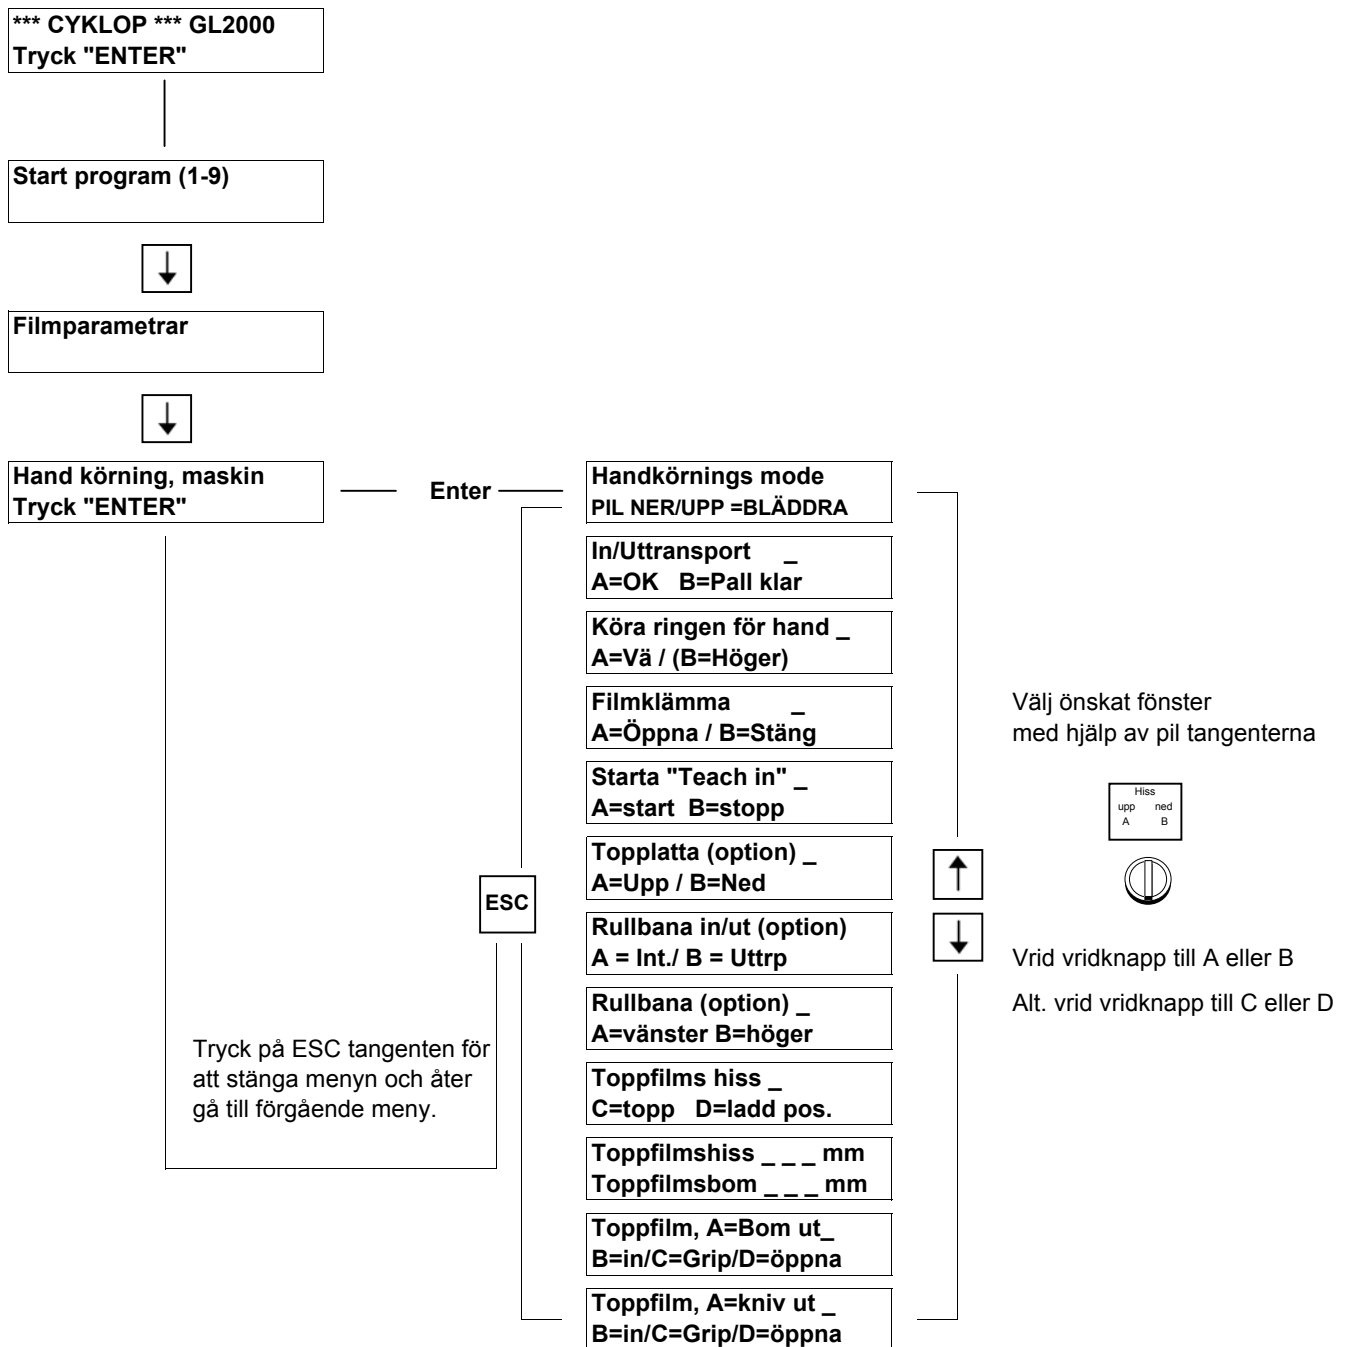 *** CYKLOP *** GL2000
Tryck "ENTER"
Start program (1-9)
Filmparametrar
Hand körning, maskin
Tryck "ENTER"
Enter
Handkörnings mode
PIL NER/UPP =BLÄDDRA
In/Uttransport _
A=OK B=Pall klar
Köra ringen för hand _
A=Vä / (B=Höger)
Filmklämma _
A=Öppna / B=Stäng
Starta "Teach in" _
A=start B=stopp
Topplatta (option) _
A=Upp / B=Ned
Rullbana in/ut (option)
A = Int./ B = Uttrp
Rullbana (option) _
A=vänster B=höger
Toppfilms hiss _
C=topp D=ladd pos.
Toppfilmshiss _ _ _ mm
Toppfilmsbom _ _ _ mm
Toppfilm, A=Bom ut_
B=in/C=Grip/D=öppna
Toppfilm, A=kniv ut _
B=in/C=Grip/D=öppna
ESC
Tryck på ESC tangenten för
att stänga menyn och åter
gå till förgående meny.
Välj önskat fönster
med hjälp av pil tangenterna
Hiss
upp ned
A B
Vrid vridknapp till A eller B
Alt. vrid vridknapp till C eller D